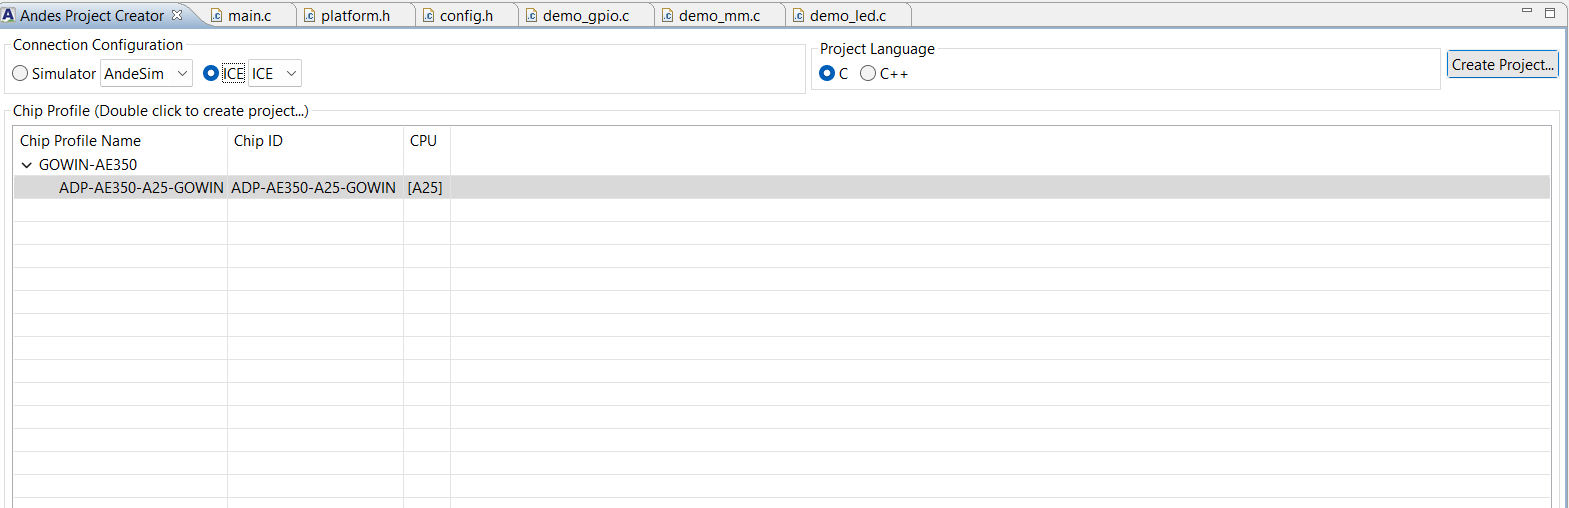 Andes Project Creator main.c platform.h config.h demo_gpio.c demo_mm.c demo_led.c
Connection Configuration
Simulator AndeSim ICE ICE
Project Language
C C++
Create Project...
Chip Profile (Double click to create project...)
Chip Profile Name Chip ID CPU
GOWIN-AE350
ADP-AE350-A25-GOWIN ADP-AE350-A25-GOWIN [A25]